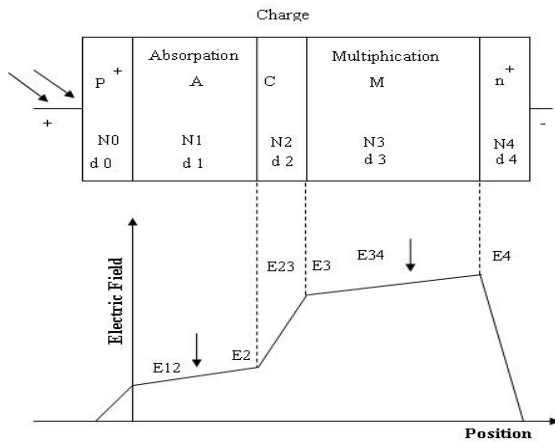 Charge
Absorpation
Multiphication
P +
A
C
M
n +
+
-
N0
N1
N2
N3
N4
d 0
d 1
d 2
d 3
d 4
E23
E3
E34
E4
Electric Field
E12
E2
Position